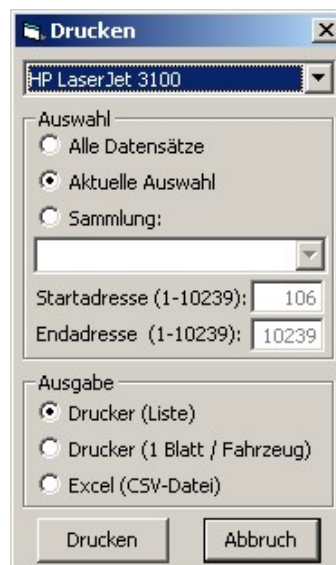 Drucken
HP LaserJet 3100
Auswahl
Alle Datensätze
Aktuelle Auswahl
Sammlung:
Startadresse (1-10239): 106
Endadresse (1-10239): 10239
Ausgabe
Drucker (Liste)
Drucker (1 Blatt / Fahrzeug)
Excel (CSV-Datei)
Drucken Abbruch